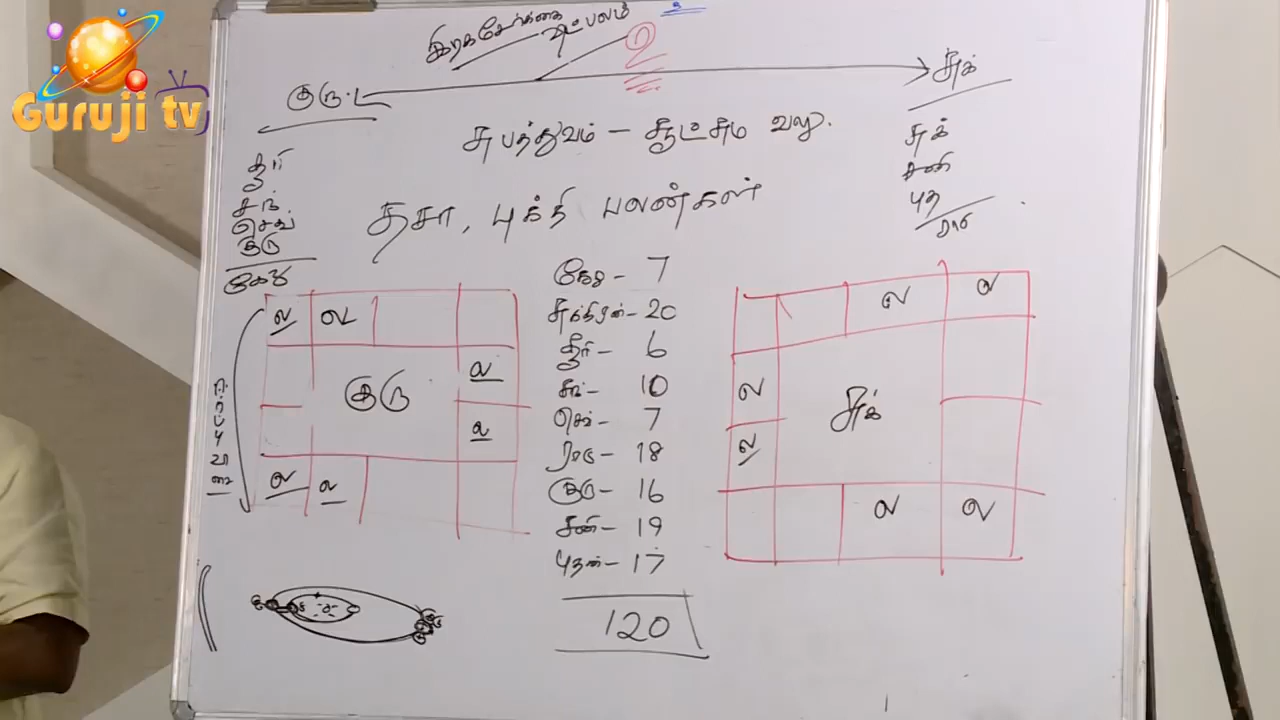 Guruji tv
கிரகசேர்க்கை
ஷட்பலம்
குரு
சுக்
சுபத்துவம் - சூட்சும வலு.
தசா, புக்தி பலன்கள்
சூரி
சந்
செவ்
குரு
கேது
சுக்
சனி
புத
ராகு
கேது - 7
சுக்கிரன் - 20
சூரி - 6
சந் - 10
செவ் - 7
ராகு - 18
குரு - 16
சனி - 19
புதன் - 17
120
ல ல
ல
குரு
ல
ல ல
ல ல
ல
சுக்
ல
ல ல